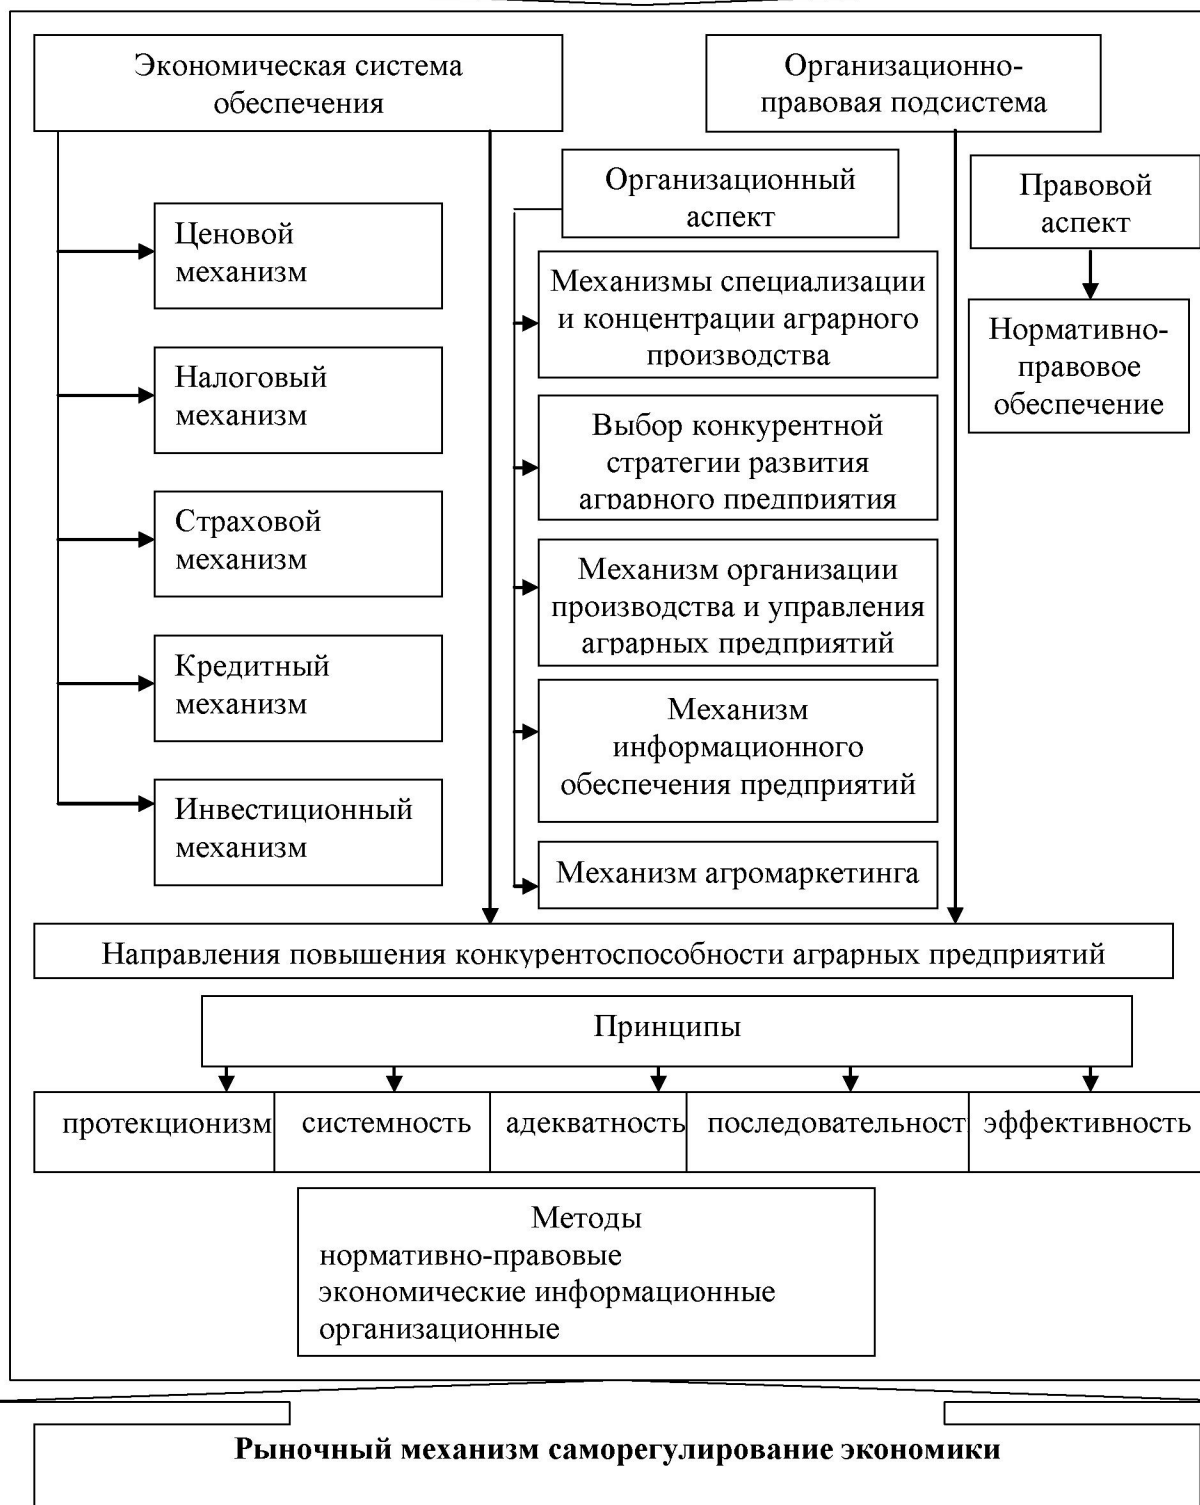 Экономическая система
обеспечения
Организационно-
правовая подсистема
Организационный
аспект
Правовой
аспект
Ценовой
механизм
Налоговый
механизм
Страховой
механизм
Кредитный
механизм
Инвестиционный
механизм
Механизмы специализации
и концентрации аграрного
производства
Выбор конкурентной
стратегии развития
аграрного предприятия
Механизм организации
производства и управления
аграрных предприятий
Механизм
информационного
обеспечения предприятий
Механизм агромаркетинга
Нормативно-
правовое
обеспечение
Направления повышения конкурентоспособности аграрных предприятий
Принципы
протекционизм
системность
адекватность
последовательност
эффективность
Методы
нормативно-правовые
экономические информационные
организационные
Рыночный механизм саморегулирование экономики